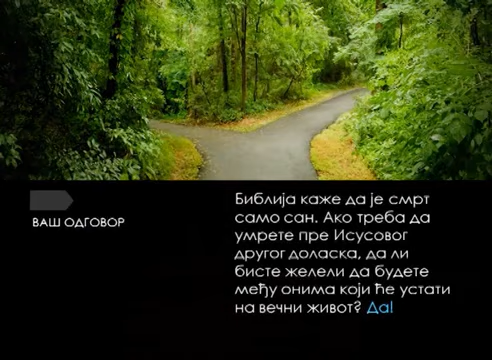 ВАШ ОДГОВОР
Библија каже да је смрт
само сан. Ако треба да
умрете пре Исусовог
другог доласка, да ли
бисте желели да будете
међу онима који ће устати
на вечни живот? Да!